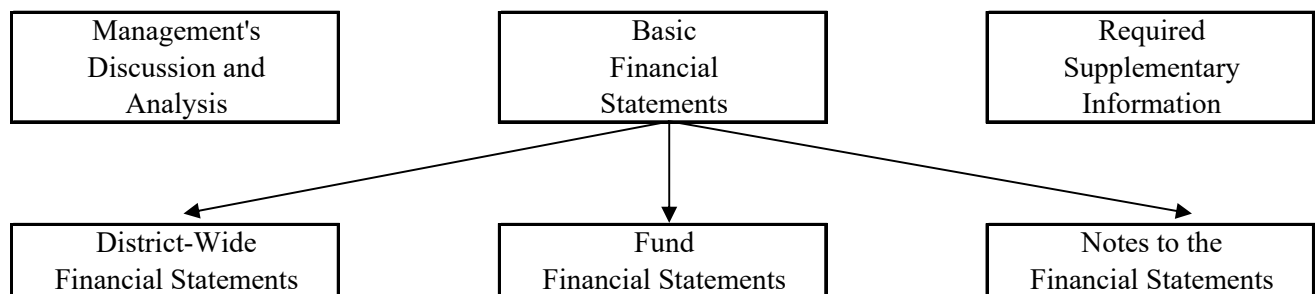 Management's
Discussion and
Analysis
Basic
Financial
Statements
Required
Supplementary
Information
District-Wide
Financial Statements
Fund
Financial Statements
Notes to the
Financial Statements